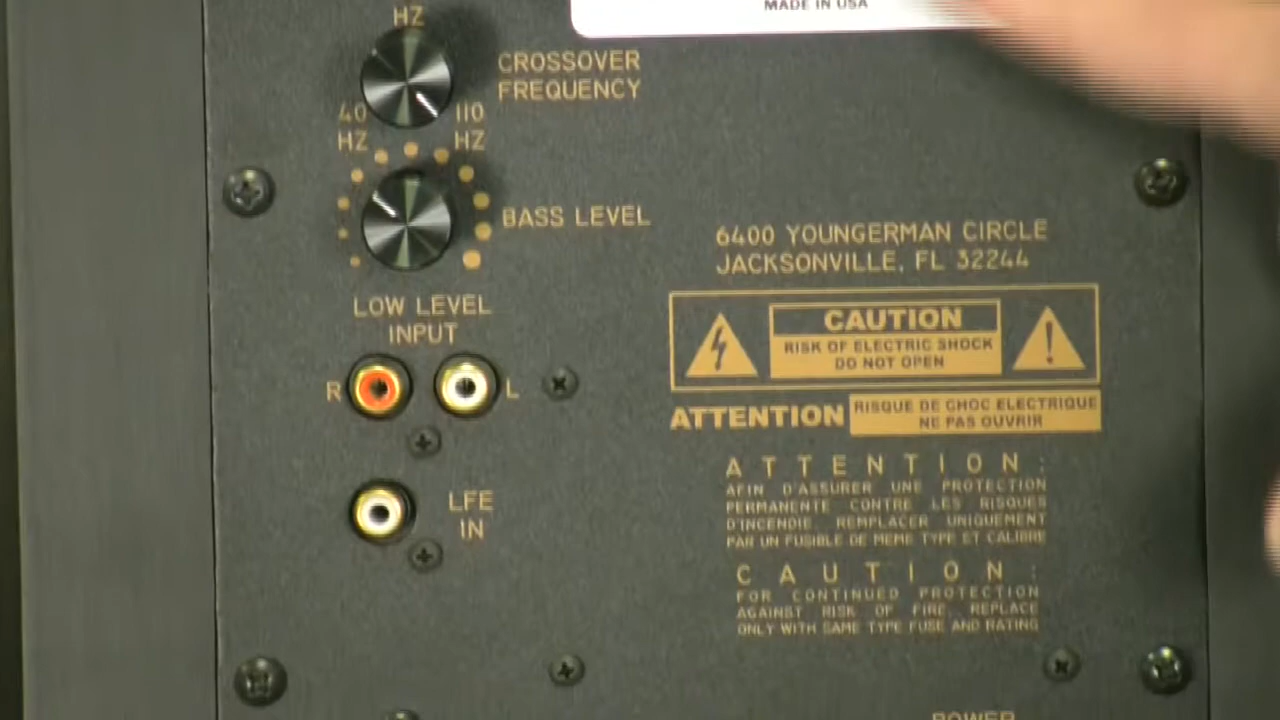 MADE IN USA
HZ
CROSSOVER
FREQUENCY
40
HZ
110
HZ
BASS LEVEL
6400 YOUNGERMAN CIRCLE
JACKSONVILLE, FL 32244
LOW LEVEL
INPUT
R
L
CAUTION
RISK OF ELECTRIC SHOCK
DO NOT OPEN
ATTENTION
RISQUE DE CHOC ELECTRIQUE
NE PAS OUVRIR
LFE
IN
ATTENTION:
AFIN D'ASSURER UNE PROTECTION
PERMANENTE CONTRE LES RISQUES
D'INCENDIE, REMPLACER UNIQUEMENT
PAR UN FUSIBLE DE MEME TYPE ET CALIBRE
CAUTION:
FOR CONTINUED PROTECTION
AGAINST RISK OF FIRE, REPLACE
ONLY WITH SAME TYPE FUSE AND RATING
POWER